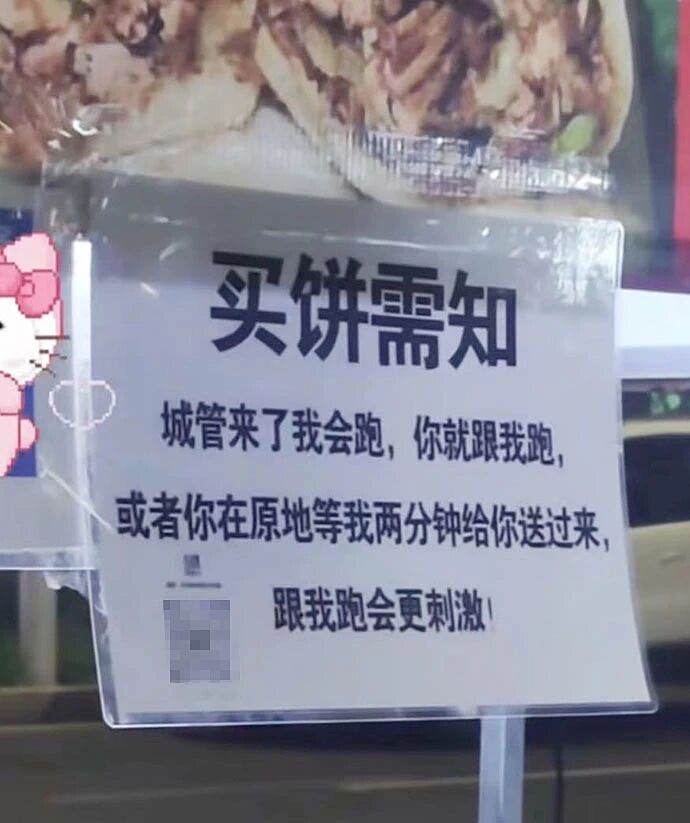 买饼需知
城管来了我会跑，你就跟我跑，
或者你在原地等我两分钟给你送过来，
跟我跑会更刺激！